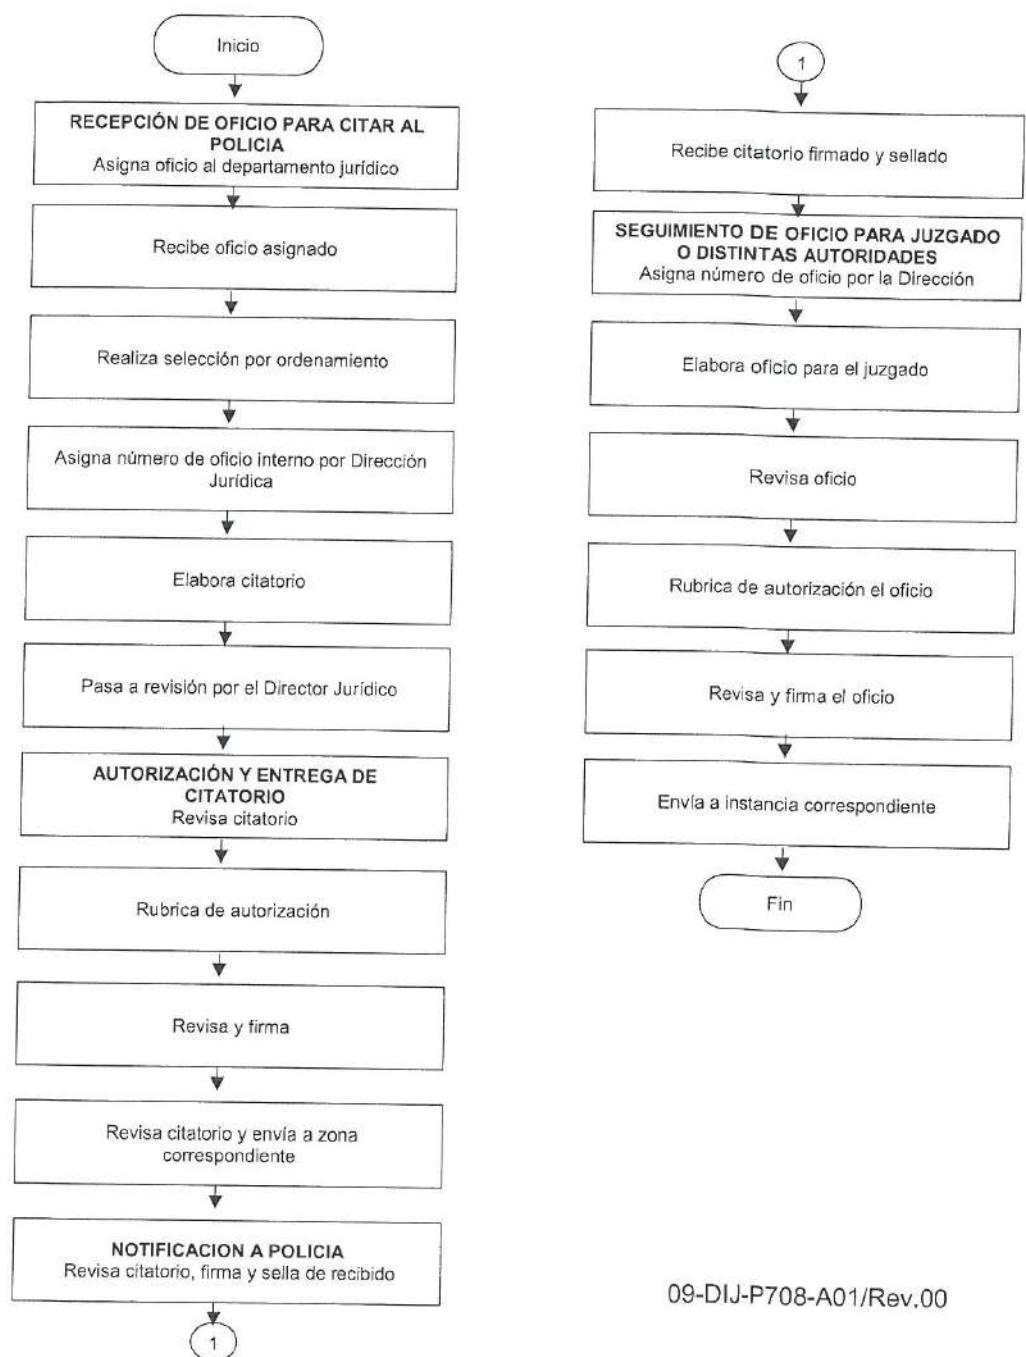 Inicio
RECEPCIÓN DE OFICIO PARA CITAR AL
POLICIA
Asigna oficio al departamento jurídico
Recibe oficio asignado
Realiza selección por ordenamiento
Asigna número de oficio interno por Dirección
Jurídica
Elabora citatorio
Pasa a revisión por el Director Jurídico
AUTORIZACIÓN Y ENTREGA DE
CITATORIO
Revisa citatorio
Rubrica de autorización
Revisa y firma
Revisa citatorio y envía a zona
correspondiente
NOTIFICACION A POLICIA
Revisa citatorio, firma y sella de recibido
1
1
Recibe citatorio firmado y sellado
SEGUIMIENTO DE OFICIO PARA JUZGADO
O DISTINTAS AUTORIDADES
Asigna número de oficio por la Dirección
Elabora oficio para el juzgado
Revisa oficio
Rubrica de autorización el oficio
Revisa y firma el oficio
Envía a instancia correspondiente
Fin
09-DIJ-P708-A01/Rev.00